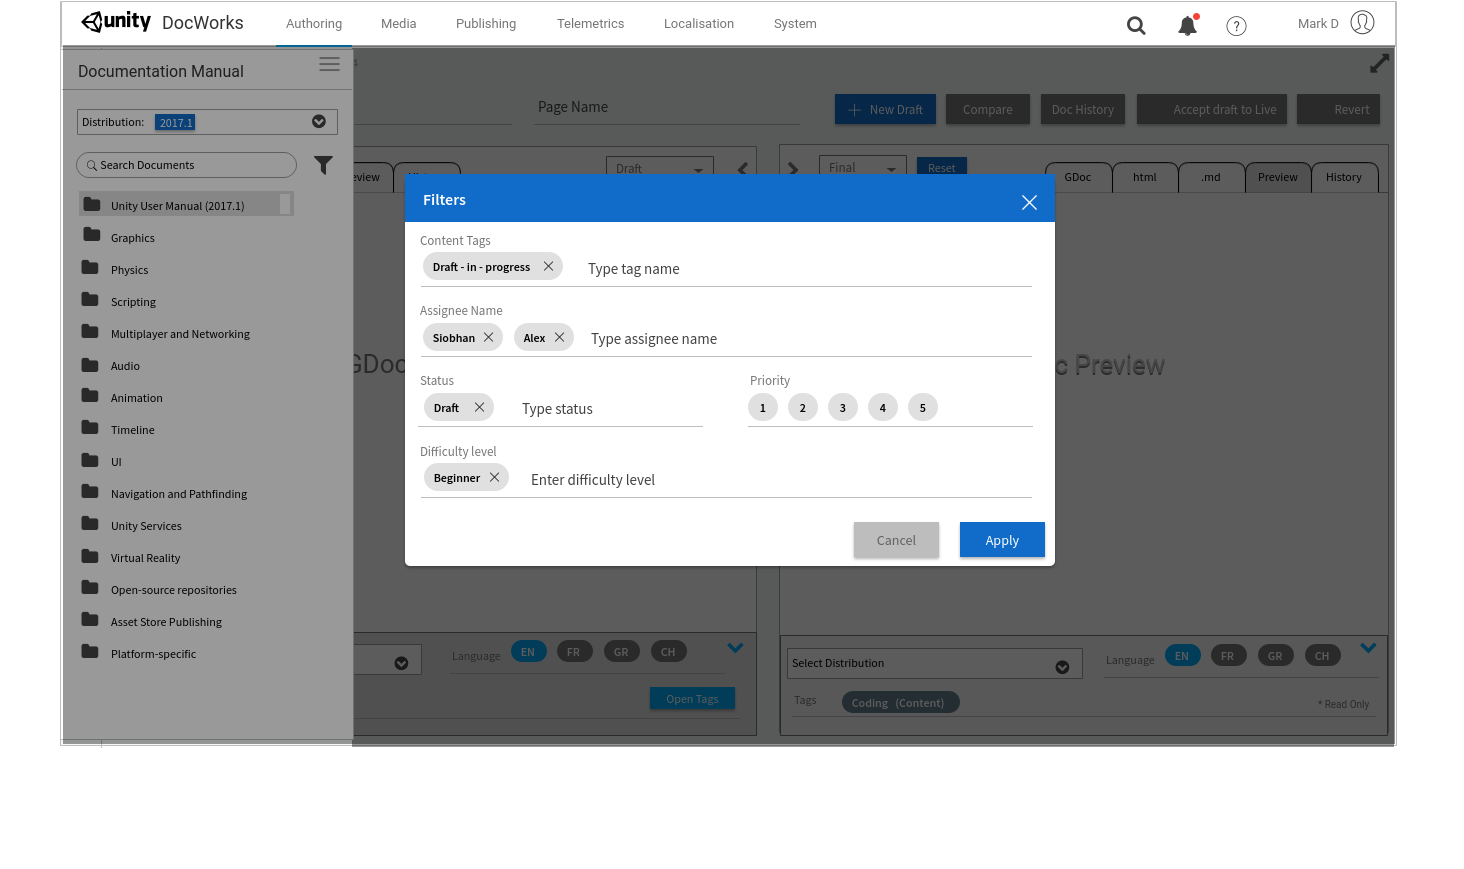 unity DocWorks Authoring Media Publishing Telemetrics Localisation System Mark D
Documentation Manual
Page Name
New Draft Compare Doc History Accept draft to Live Revert
Distribution: 2017.1
Search Documents
Draft
Final Reset
GDoc html .md Preview History
Unity User Manual (2017.1)
Graphics
Physics
Scripting
Multiplayer and Networking
Audio
Animation
Timeline
UI
Navigation and Pathfinding
Unity Services
Virtual Reality
Open-source repositories
Asset Store Publishing
Platform-specific
Filters
Content Tags
Draft - in - progress Type tag name
Assignee Name
Siobhan Alex Type assignee name
Status Priority
Draft Type status 1 2 3 4 5
Difficulty level
Beginner Enter difficulty level
Cancel Apply
GDoc
Preview
Language EN FR GR CH
Open Tags
Select Distribution
Language EN FR GR CH
Tags Coding (Content)
* Read Only